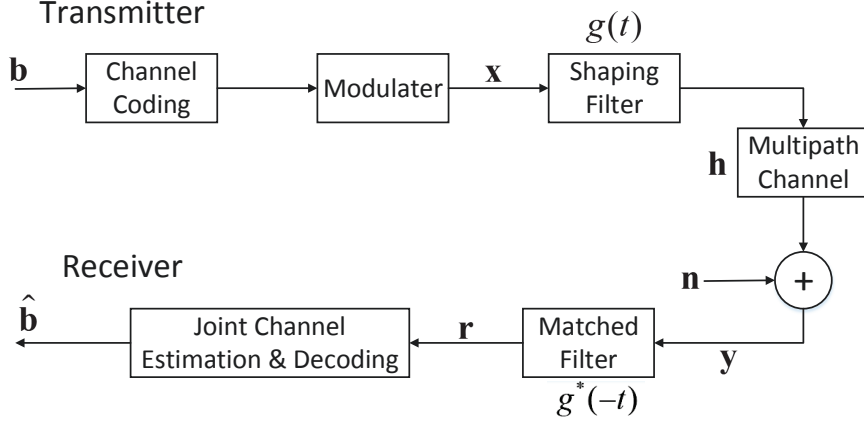 Transmitter
b
Channel
Coding
Modulater
x
g(t)
Shaping
Filter
h
Multipath
Channel
n
+
y
Matched
Filter
g*(−t)
r
Joint Channel
Estimation & Decoding
b̂
Receiver